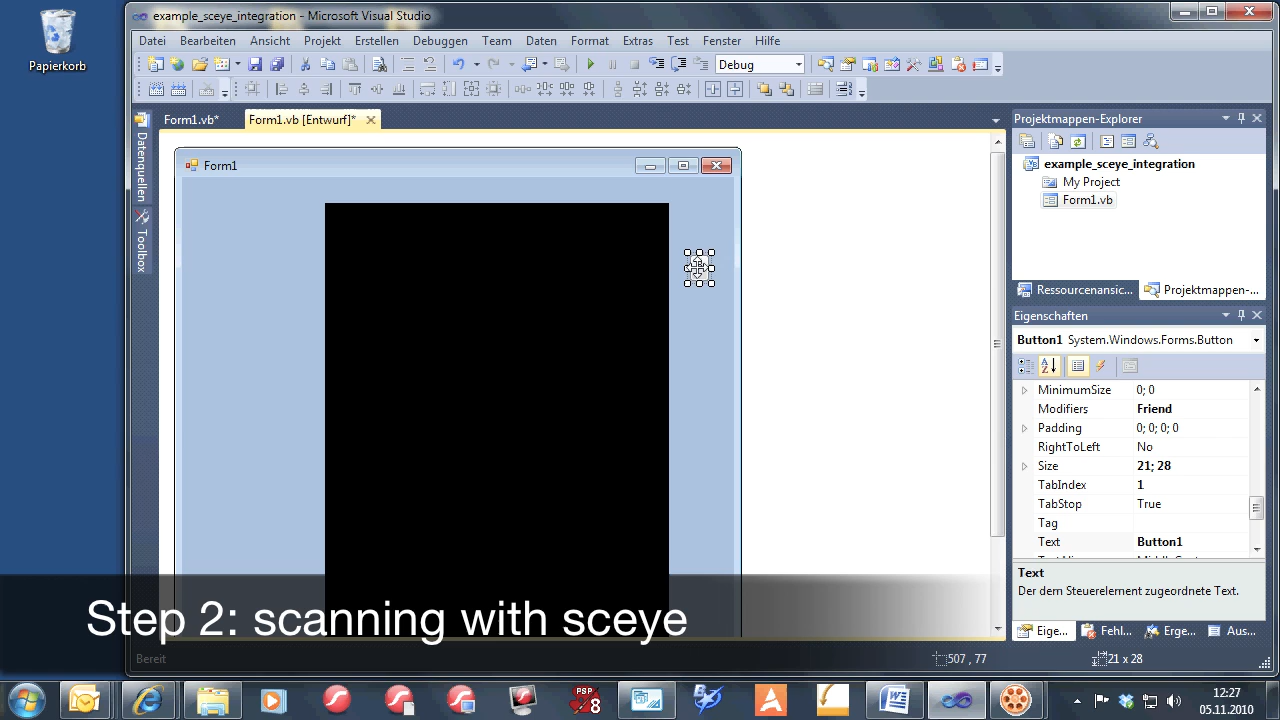 Papierkorb
example_sceye_integration - Microsoft Visual Studio
Datei Bearbeiten Ansicht Projekt Erstellen Debuggen Team Daten Format Extras Test Fenster Hilfe
Debug
Form1.vb* Form1.vb [Entwurf]*
Datenquellen
Toolbox
Form1
Projektmappen-Explorer
example_sceye_integration
My Project
Form1.vb
Ressourcenansic... Projektmappen-...
Eigenschaften
Button1 System.Windows.Forms.Button
MinimumSize 0; 0
Modifiers Friend
Padding 0; 0; 0; 0
RightToLeft No
Size 21; 28
TabIndex 1
TabStop True
Tag
Text Button1
Text
Der dem Steuerelement zugeordnete Text.
Eige... Fehl... Erge... Aus...
Step 2: scanning with sceye
Bereit 507 , 77 21 x 28
PSP 8
12:27
05.11.2010